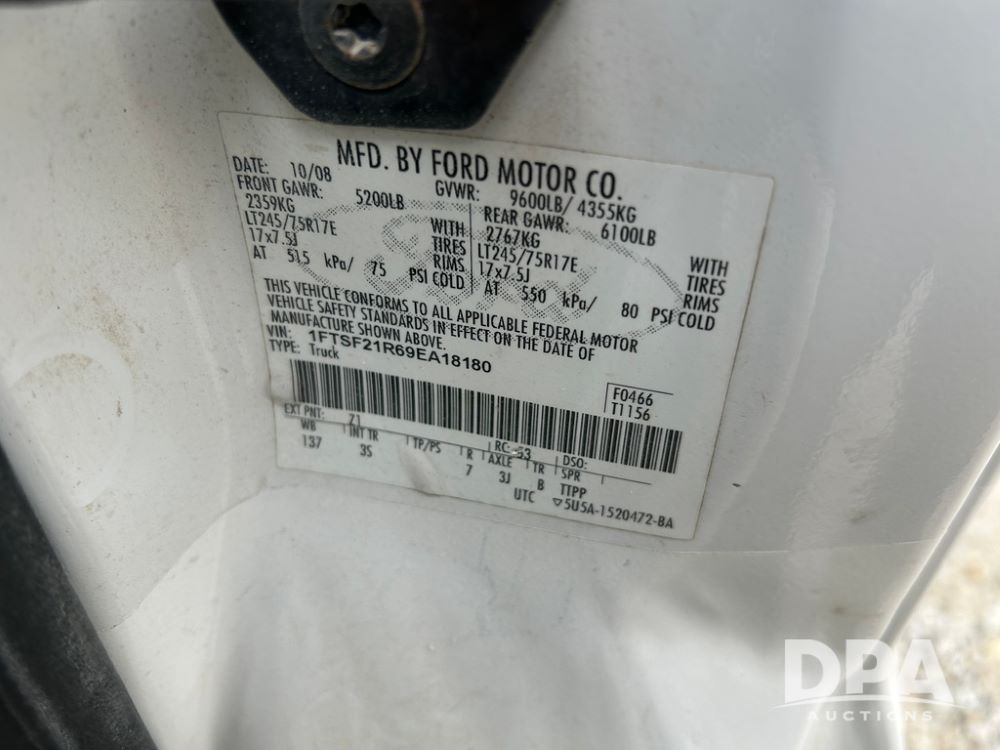 MFD. BY FORD MOTOR CO.
DATE: 10/08 GVWR: 9600LB/ 4355KG
FRONT GAWR: 5200LB REAR GAWR: 6100LB
2359KG WITH 2767KG WITH
LT245/75R17E TIRES LT245/75R17E TIRES
17x7.5J RIMS 17x7.5J RIMS
AT 515 kPa/ 75 PSI COLD AT 550 kPa/ 80 PSI COLD
THIS VEHICLE CONFORMS TO ALL APPLICABLE FEDERAL MOTOR
VEHICLE SAFETY STANDARDS IN EFFECT ON THE DATE OF
MANUFACTURE SHOWN ABOVE.
VIN: 1FTSF21R69EA18180
TYPE: Truck
F0466
T1156
EXT PNT: Z1 RC: 53 DSO:
WB INT TR TP/PS R AXLE TR SPR
137 3S 7 3J B TTPP
UTC ▽5U5A-1520472-BA
Ford
DPA
AUCTIONS